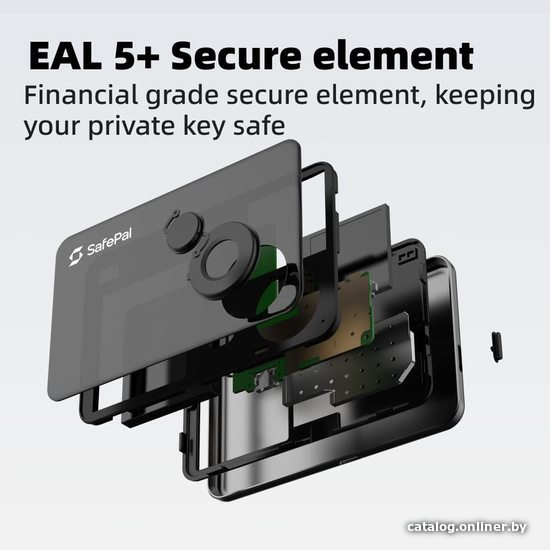 EAL 5+ Secure element
Financial grade secure element, keeping
your private key safe
SafePal
catalog.onliner.by